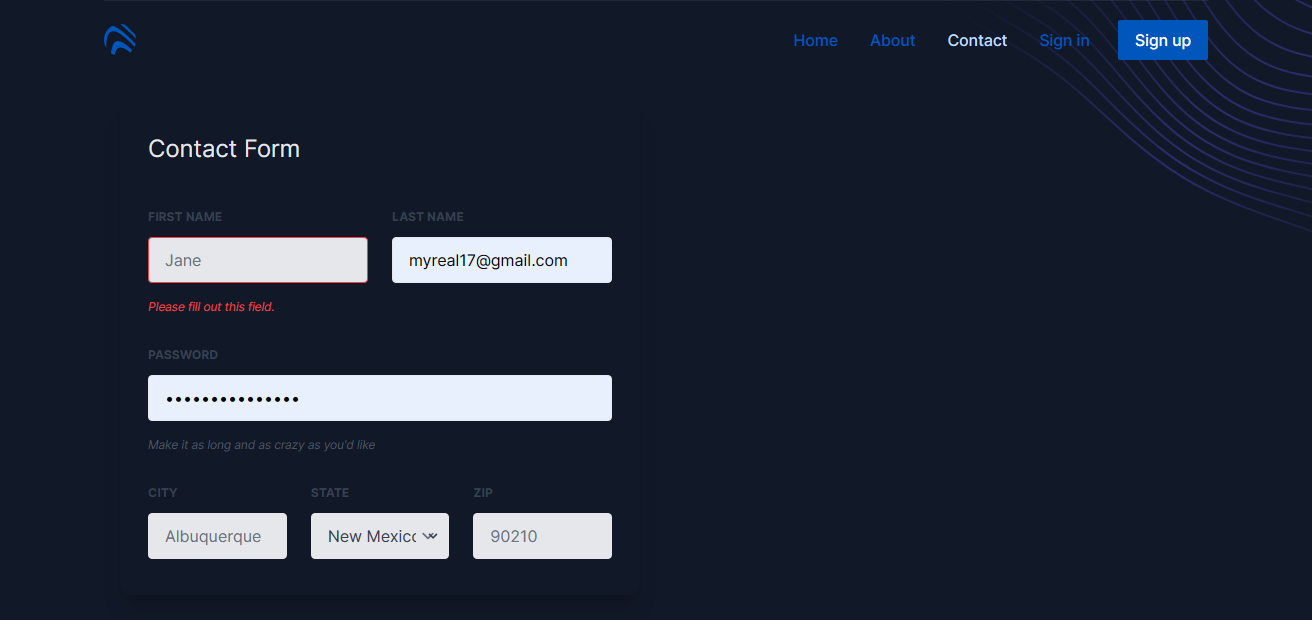 Home About Contact Sign in Sign up
Contact Form
FIRST NAME LAST NAME
Jane myreal17@gmail.com
Please fill out this field.
PASSWORD
•••••••••••••••
Make it as long and as crazy as you'd like
CITY STATE ZIP
Albuquerque New Mexico 90210